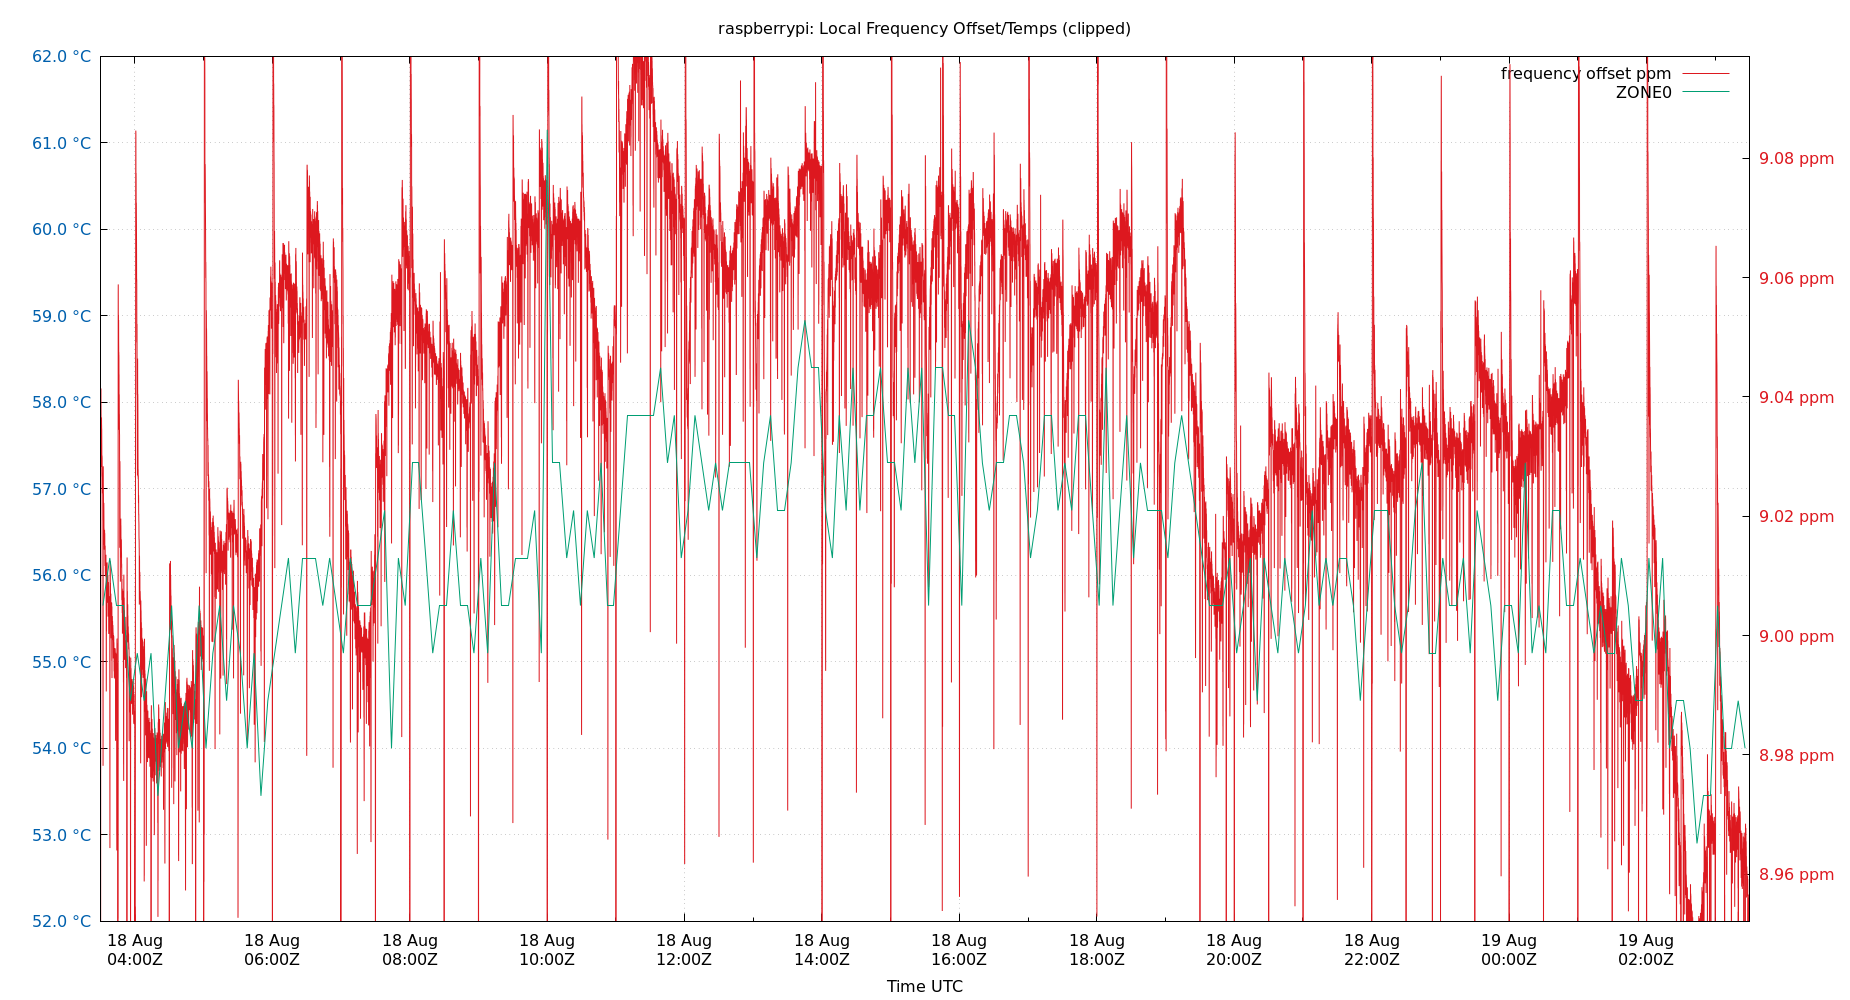 raspberrypi: Local Frequency Offset/Temps (clipped)
frequency offset ppm
ZONE0
62.0 °C
61.0 °C
60.0 °C
59.0 °C
58.0 °C
57.0 °C
56.0 °C
55.0 °C
54.0 °C
53.0 °C
52.0 °C
9.08 ppm
9.06 ppm
9.04 ppm
9.02 ppm
9.00 ppm
8.98 ppm
8.96 ppm
18 Aug 18 Aug 18 Aug 18 Aug 18 Aug 18 Aug 18 Aug 18 Aug 18 Aug 18 Aug 19 Aug 19 Aug
04:00Z 06:00Z 08:00Z 10:00Z 12:00Z 14:00Z 16:00Z 18:00Z 20:00Z 22:00Z 00:00Z 02:00Z
Time UTC